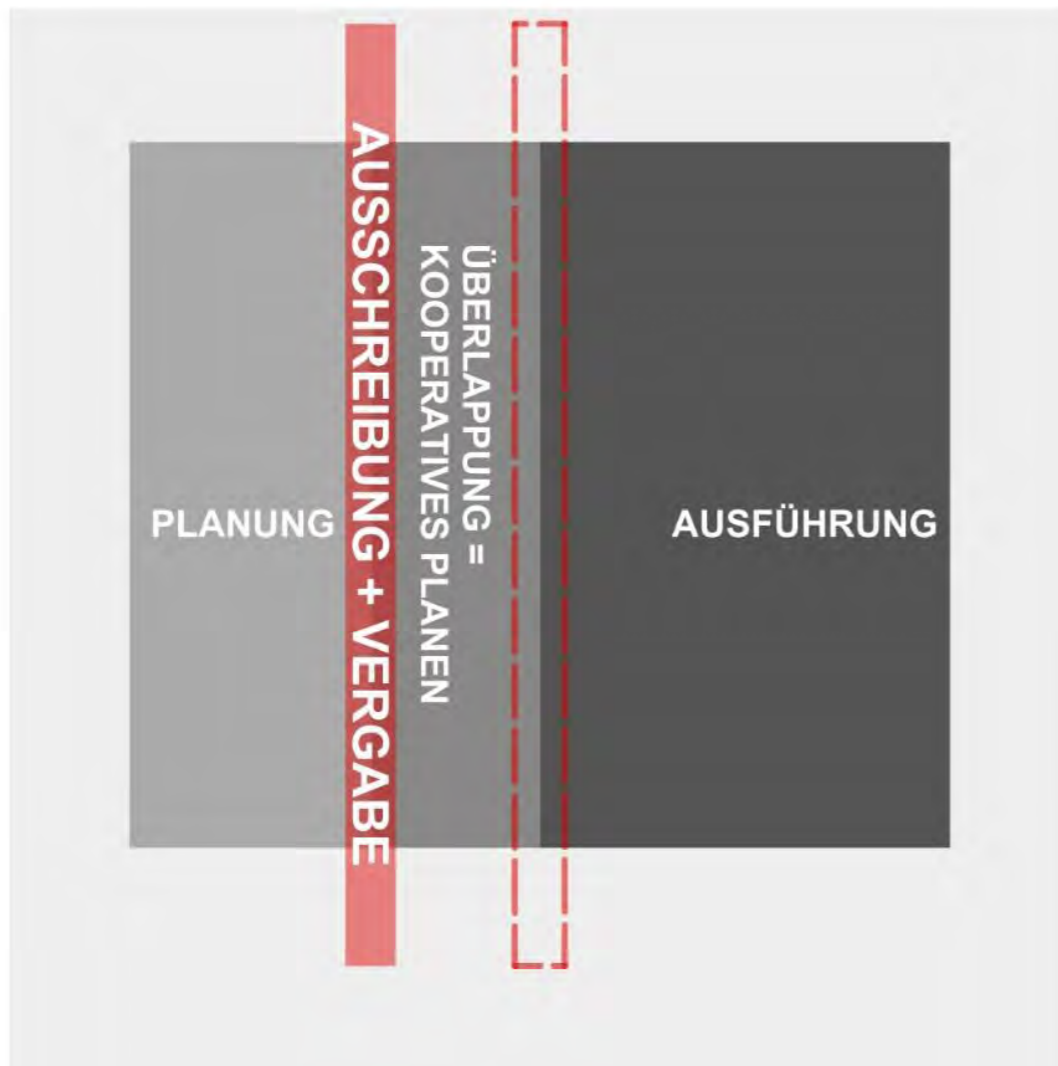 PLANUNG
AUSSCHREIBUNG + VERGABE
ÜBERLAPPUNG =
KOOPERATIVES PLANEN
AUSFÜHRUNG